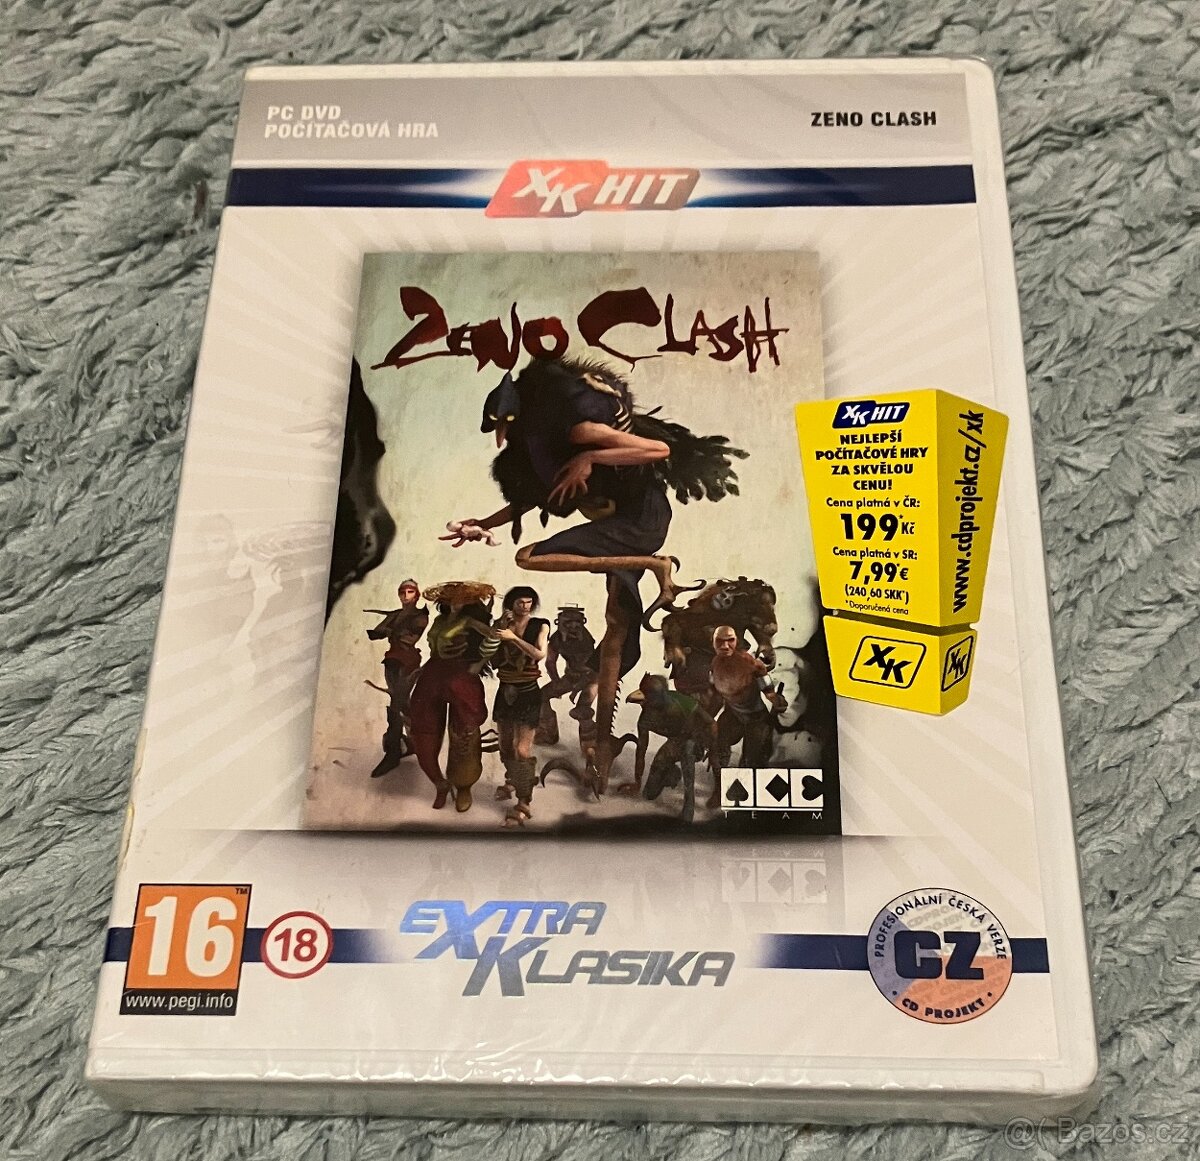 PC DVD
POČÍTAČOVÁ HRA
ZENO CLASH
XK HIT
ZENO CLASH
XK HIT
NEJLEPŠÍ
POČÍTAČOVÉ HRY
ZA SKVĚLOU
CENU!
Cena platná v ČR:
199*Kč
Cena platná v SR:
7,99*€
(240,60 SKK*)
*Doporučená cena
www.cdprojekt.cz/xk
XK
XK
ACE
TEAM
16
™
www.pegi.info
18
EXTRA
KLASIKA
PROFESIONÁLNÍ ČESKÁ VERZE
CZ
• CD PROJEKT •
@( Bazos.cz